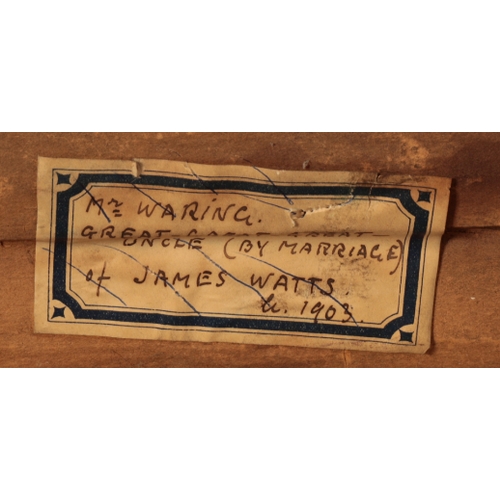 Mr WARING.
GREAT GREAT GREAT
UNCLE (BY MARRIAGE)
of JAMES WATTS.
b. 1903.